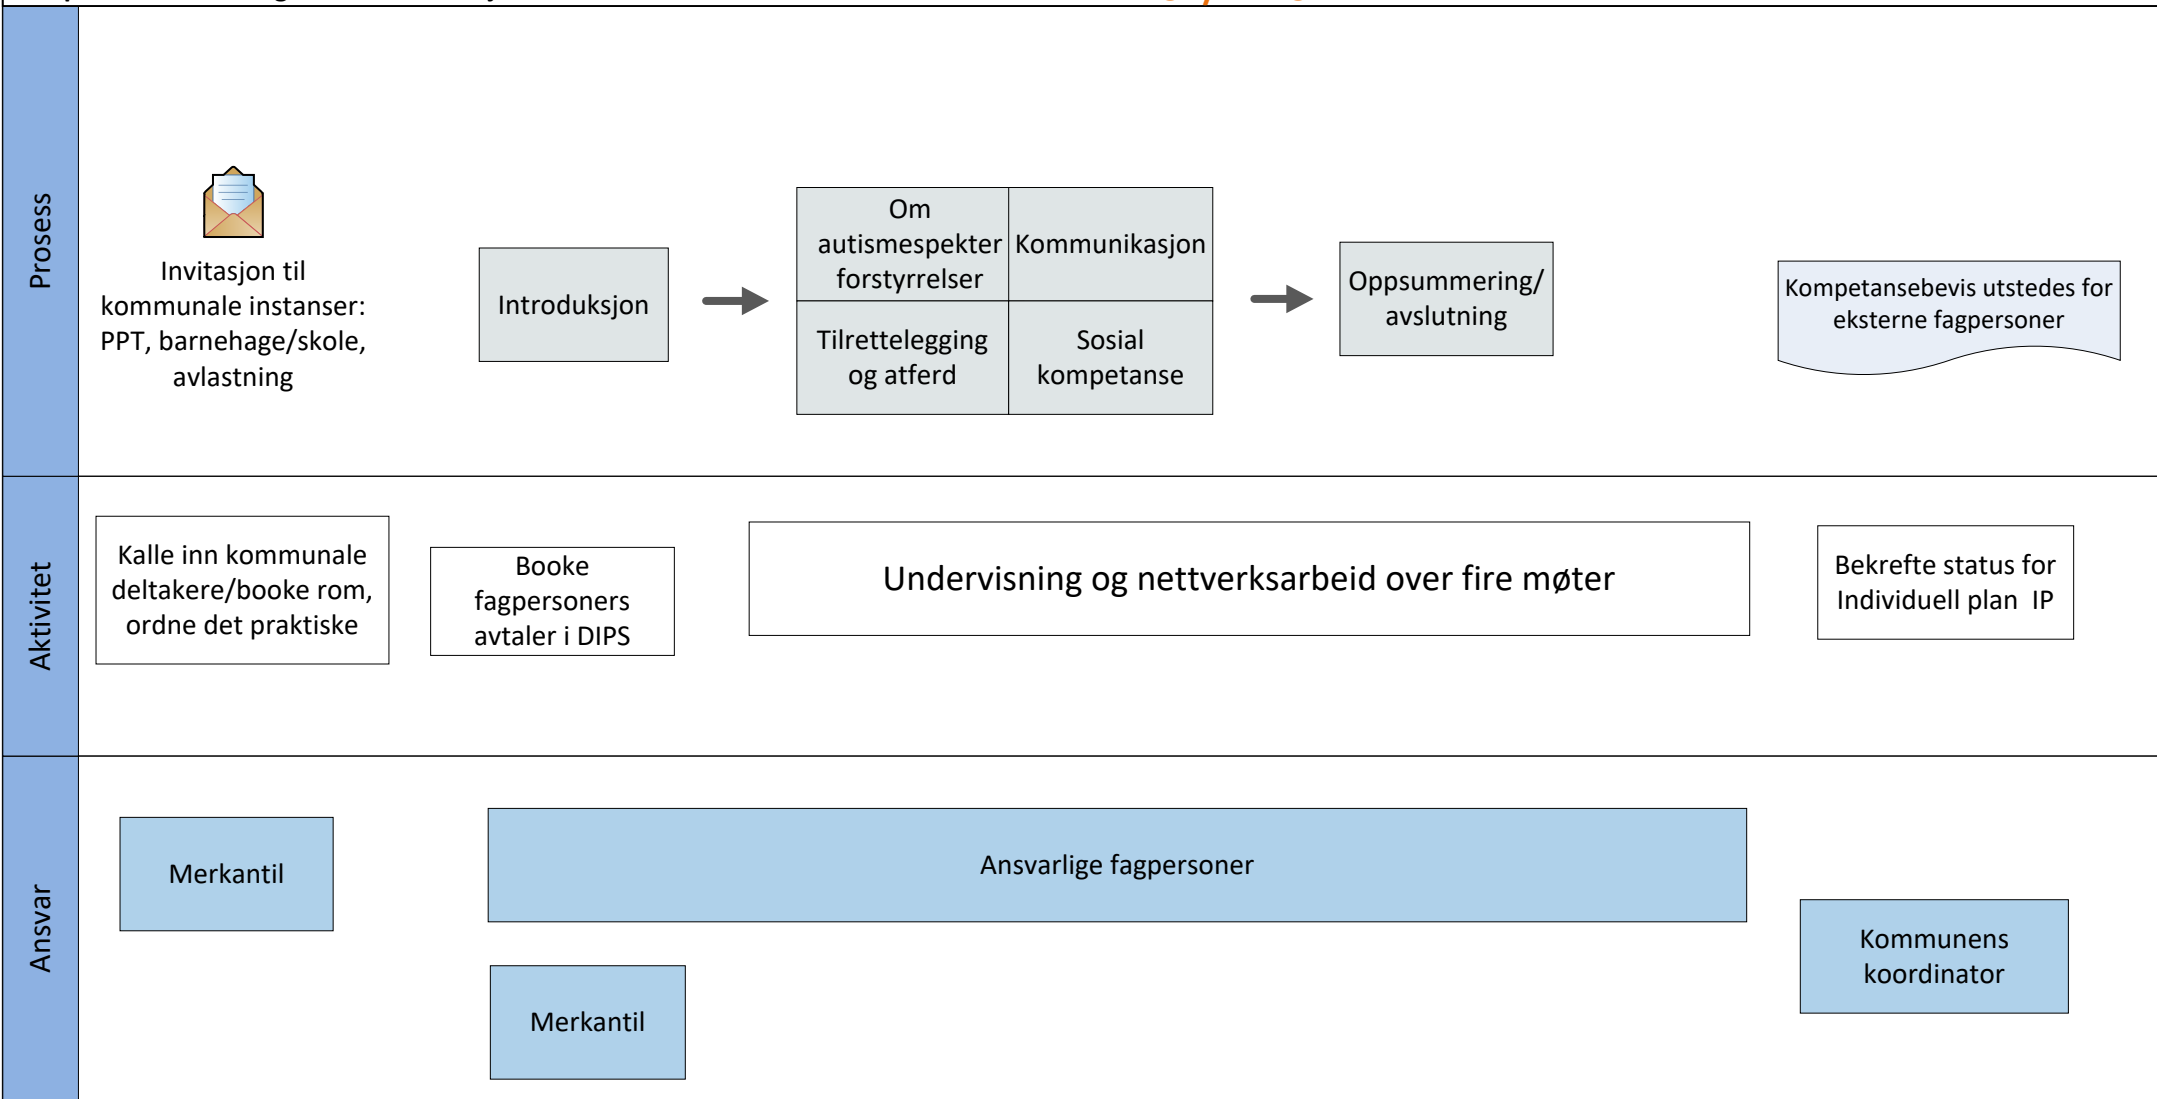 Prosess
Invitasjon til
kommunale instanser:
PPT, barnehage/skole,
avlastning
Introduksjon
Om
autismespekter
forstyrrelser
Kommunikasjon
Tilrettelegging
og atferd
Sosial
kompetanse
Oppsummering/
avslutning
Kompetansebevis utstedes for
eksterne fagpersoner
Aktivitet
Kalle inn kommunale
deltakere/booke rom,
ordne det praktiske
Booke
fagpersoners
avtaler i DIPS
Undervisning og nettverksarbeid over fire møter
Bekrefte status for
Individuell plan  IP
Ansvar
Merkantil
Ansvarlige fagpersoner
Merkantil
Kommunens
koordinator